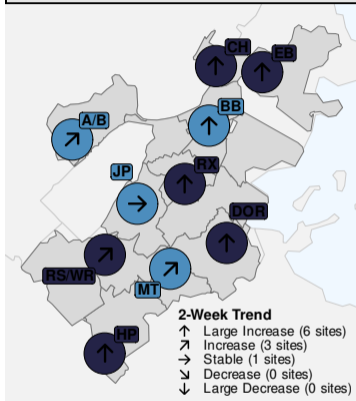 CH
EB
A/B
BB
JP
RX
DOR
RS/WR
MT
HP
2-Week Trend
↑ Large Increase (6 sites)
↗ Increase (3 sites)
→ Stable (1 sites)
↘ Decrease (0 sites)
↓ Large Decrease (0 sites)